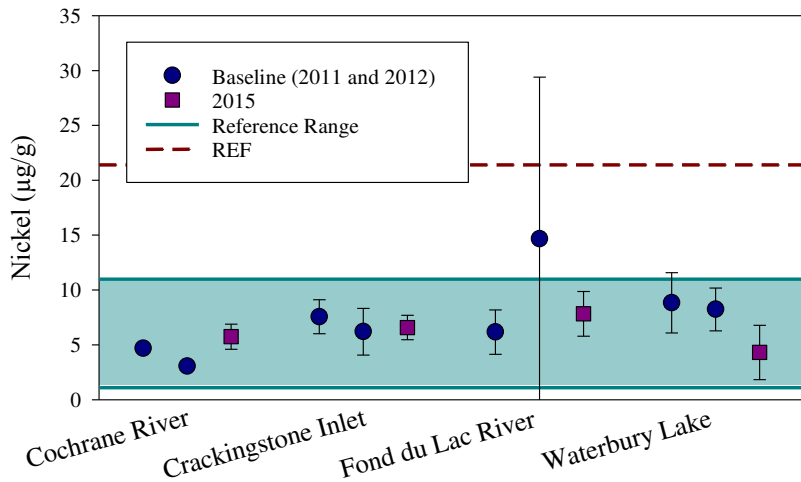 35
30
25
20
15
10
5
0
Nickel (µg/g)
Baseline (2011 and 2012)
2015
Reference Range
REF
Cochrane River
Crackingstone Inlet
Fond du Lac River
Waterbury Lake